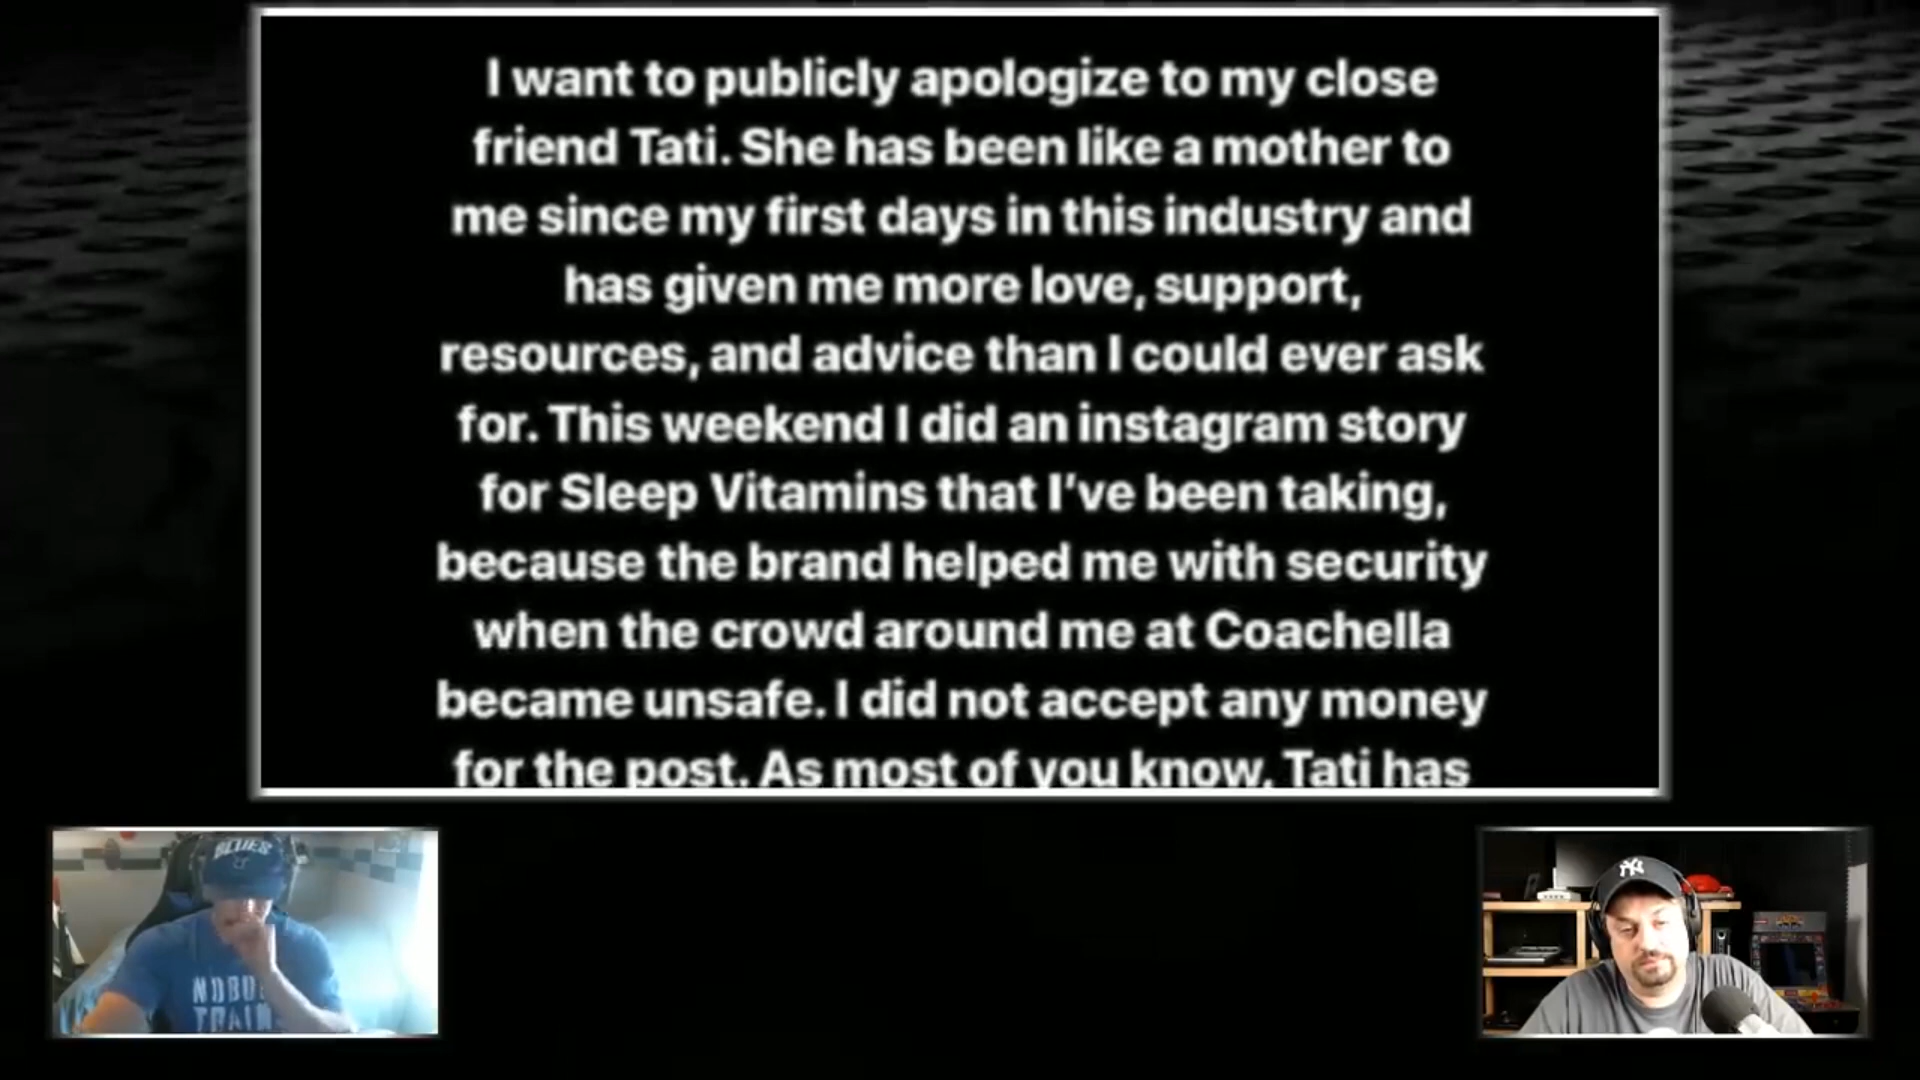 I want to publicly apologize to my close
friend Tati. She has been like a mother to
me since my first days in this industry and
has given me more love, support,
resources, and advice than I could ever ask
for. This weekend I did an instagram story
for Sleep Vitamins that I've been taking,
because the brand helped me with security
when the crowd around me at Coachella
became unsafe. I did not accept any money
for the post. As most of you know, Tati has
BLUES
NY